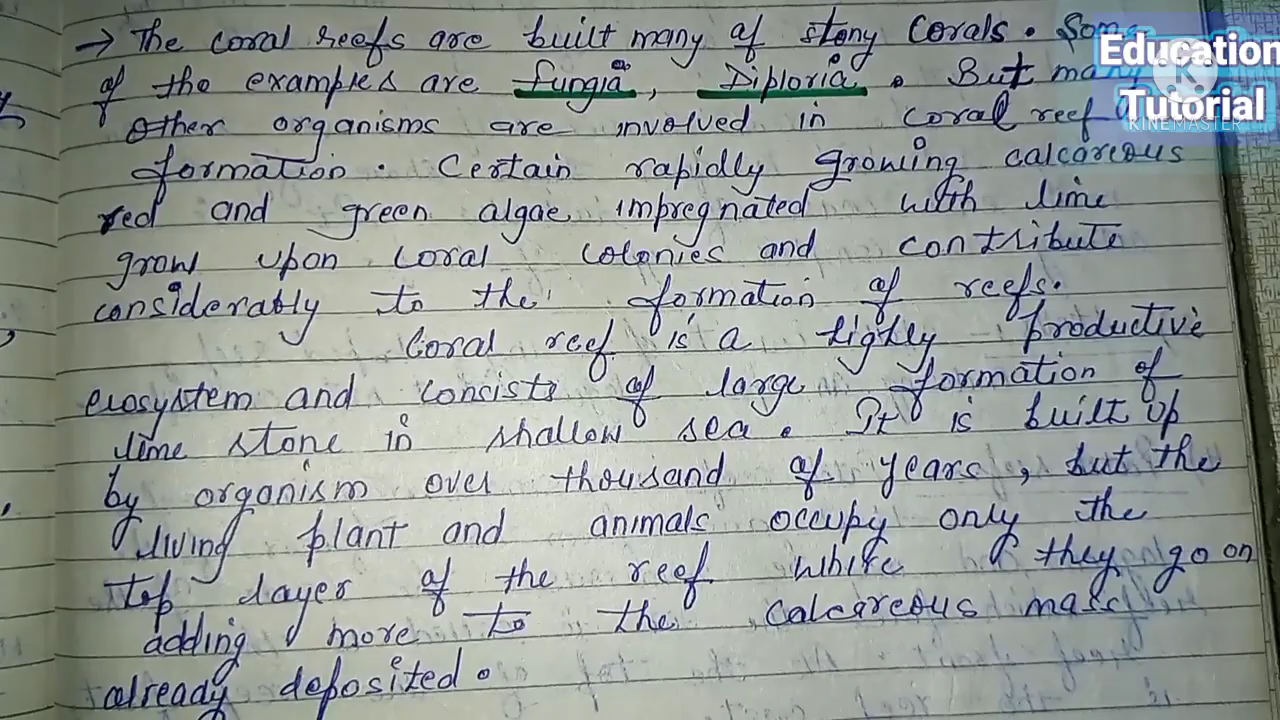 → The coral reefs are built many of stony corals. Some
of the examples are fungia, Diploria. But many
other organisms are involved in coral reef
formation. Certain rapidly growing calcareous
red and green algae impregnated with lime
grow upon coral colonies and contribute
considerably to the formation of reefs.
Coral reef is a highly productive
ecosystem and consists of large formation of
lime stone in shallow sea. It is built up
by organism over thousand of years, but the
living plant and animals occupy only the
top layer of the reef while they go on
adding more to the calcareous mass
already deposited.
Education
Tutorial
KINEMASTER